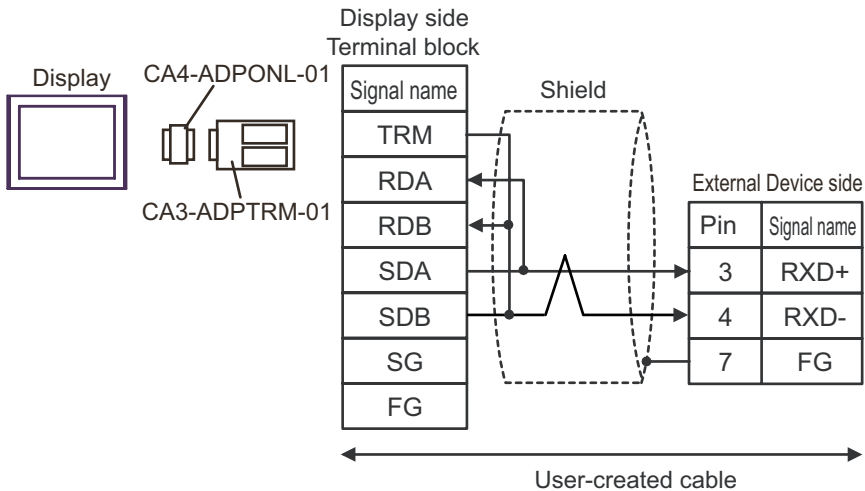 Display side
Terminal block
Display
CA4-ADPONL-01
CA3-ADPTRM-01
Signal name
TRM
RDA
RDB
SDA
SDB
SG
FG
Shield
External Device side
Pin Signal name
3 RXD+
4 RXD-
7 FG
User-created cable